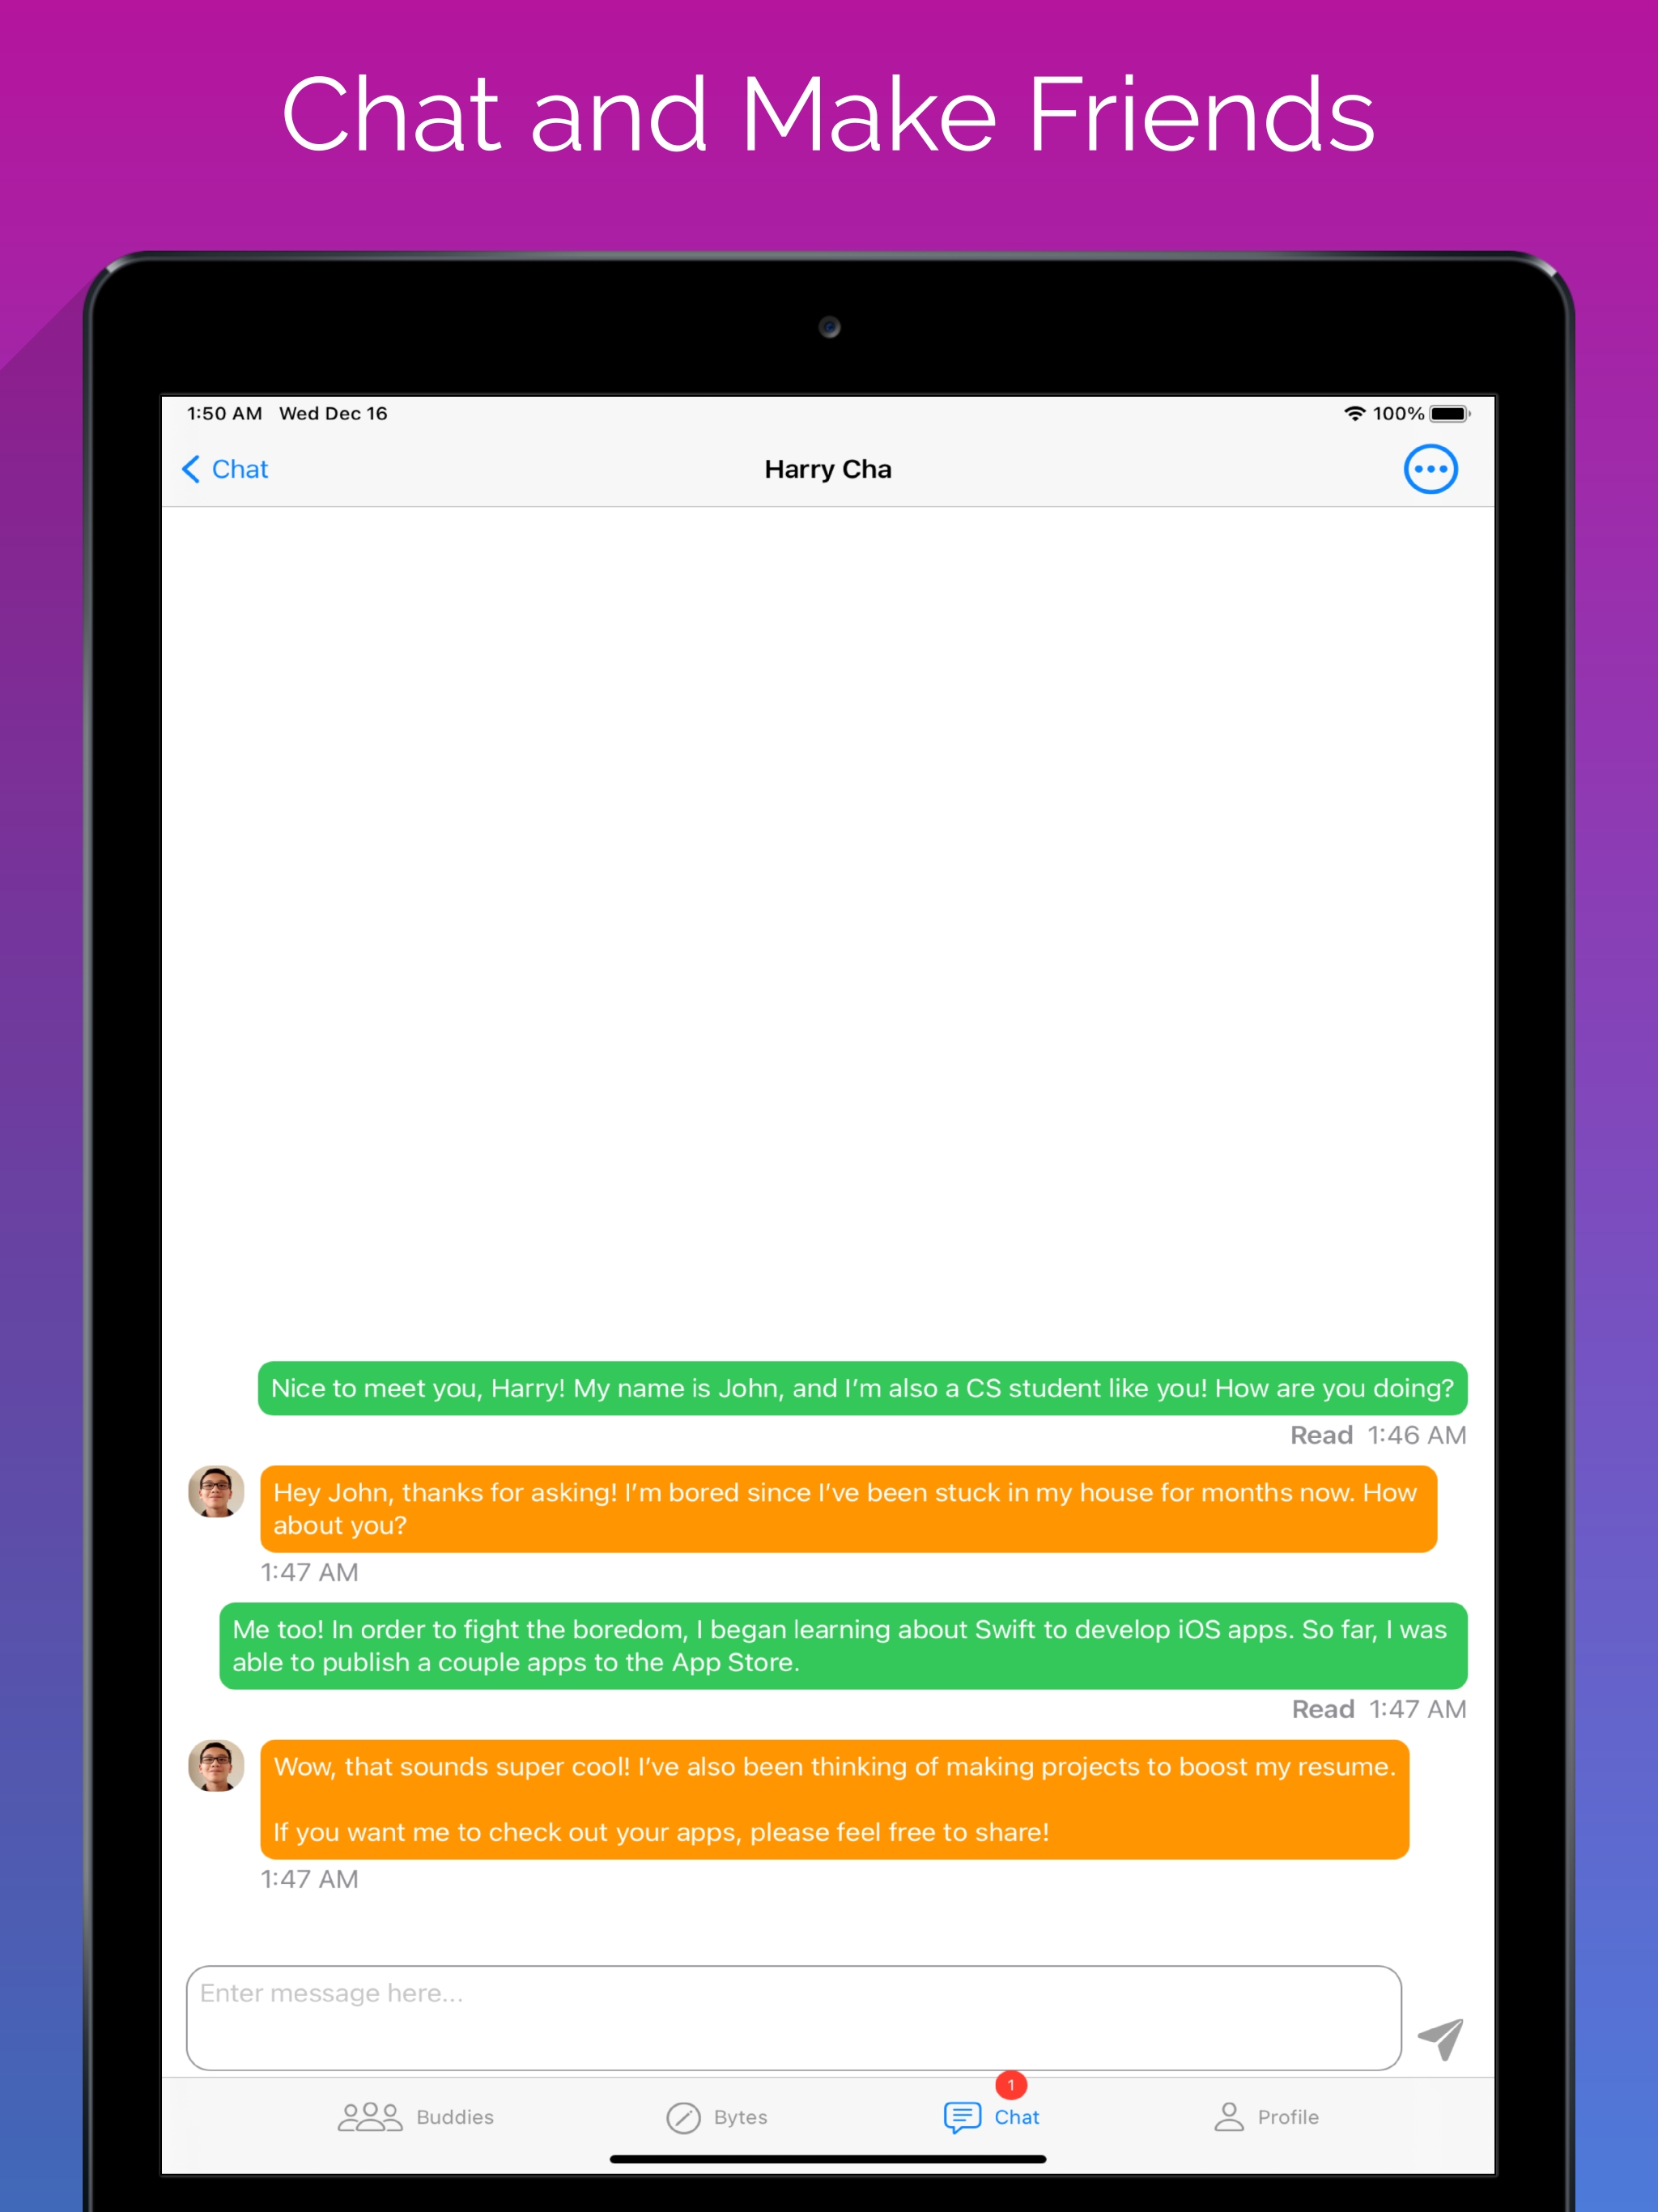 Chat and Make Friends
1:50 AM Wed Dec 16
100%
Chat
Harry Cha
Nice to meet you, Harry! My name is John, and I'm also a CS student like you! How are you doing?
Read 1:46 AM
Hey John, thanks for asking! I've been stuck in my house for months now. How
about you?
1:47 AM
Me too! In order to fight the boredom, I began learning about Swift to develop iOS apps. So far, I was
able to publish a couple apps to the App Store.
Read 1:47 AM
Wow, that sounds super cool! I've also been thinking of making projects to boost my resume.
If you want me to check out your apps, please feel free to share!
1:47 AM
Enter message here...
1
Buddies
Bytes
Chat
Profile